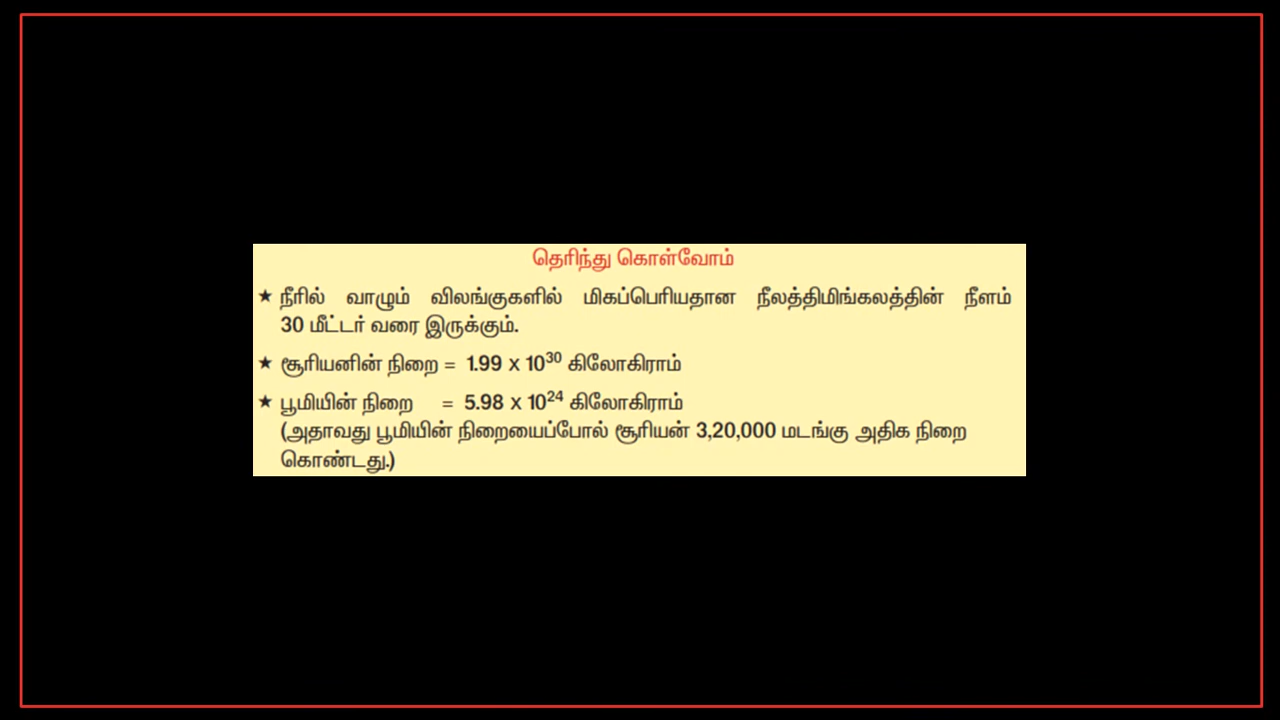 தெரிந்து கொள்வோம்
★ நீரில் வாழும் விலங்குகளில் மிகப்பெரியதான நீலத்திமிங்கலத்தின் நீளம்
30 மீட்டர் வரை இருக்கும்.
★ சூரியனின் நிறை = 1.99 x 10³⁰ கிலோகிராம்
★ பூமியின் நிறை = 5.98 x 10²⁴ கிலோகிராம்
(அதாவது பூமியின் நிறையைப்போல் சூரியன் 3,20,000 மடங்கு அதிக நிறை
கொண்டது.)